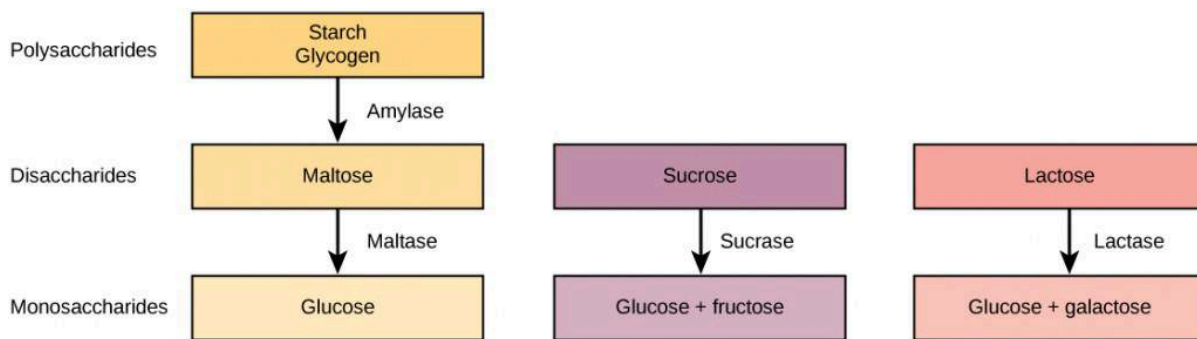 Polysaccharides
Starch
Glycogen
Amylase
Disaccharides
Maltose
Sucrose
Lactose
Maltase
Sucrase
Lactase
Monosaccharides
Glucose
Glucose + fructose
Glucose + galactose